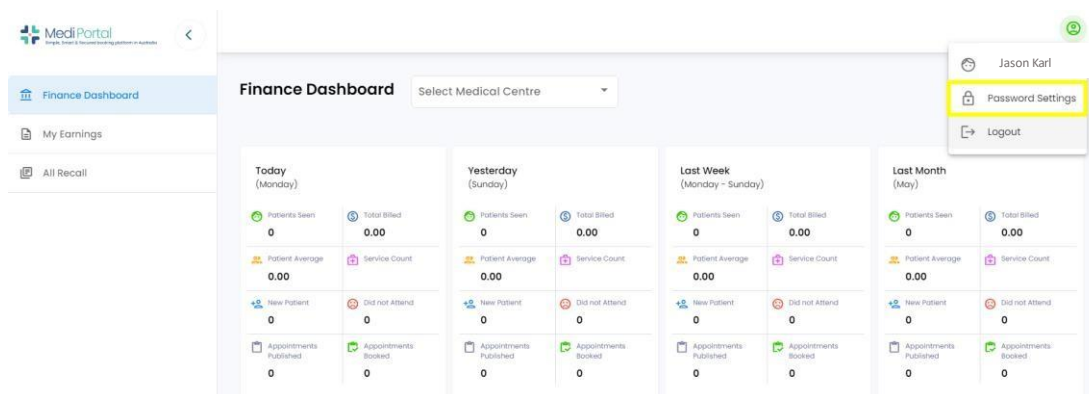 MediPortal
Simple, Smart & Secured booking platform in Australia
Jason Karl
Password Settings
Logout
Finance Dashboard
My Earnings
All Recall
Finance Dashboard
Select Medical Centre
Today
(Monday)
Patients Seen
0
Total Billed
0.00
Patient Average
0.00
Service Count
New Patient
0
Did not Attend
0
Appointments
Published
0
Appointments
Booked
0
Yesterday
(Sunday)
Patients Seen
0
Total Billed
0.00
Patient Average
0.00
Service Count
New Patient
0
Did not Attend
0
Appointments
Published
0
Appointments
Booked
0
Last Week
(Monday - Sunday)
Patients Seen
0
Total Billed
0.00
Patient Average
0.00
Service Count
New Patient
0
Did not Attend
0
Appointments
Published
0
Appointments
Booked
0
Last Month
(May)
Patients Seen
0
Total Billed
0.00
Patient Average
0.00
Service Count
New Patient
0
Did not Attend
0
Appointments
Published
0
Appointments
Booked
0